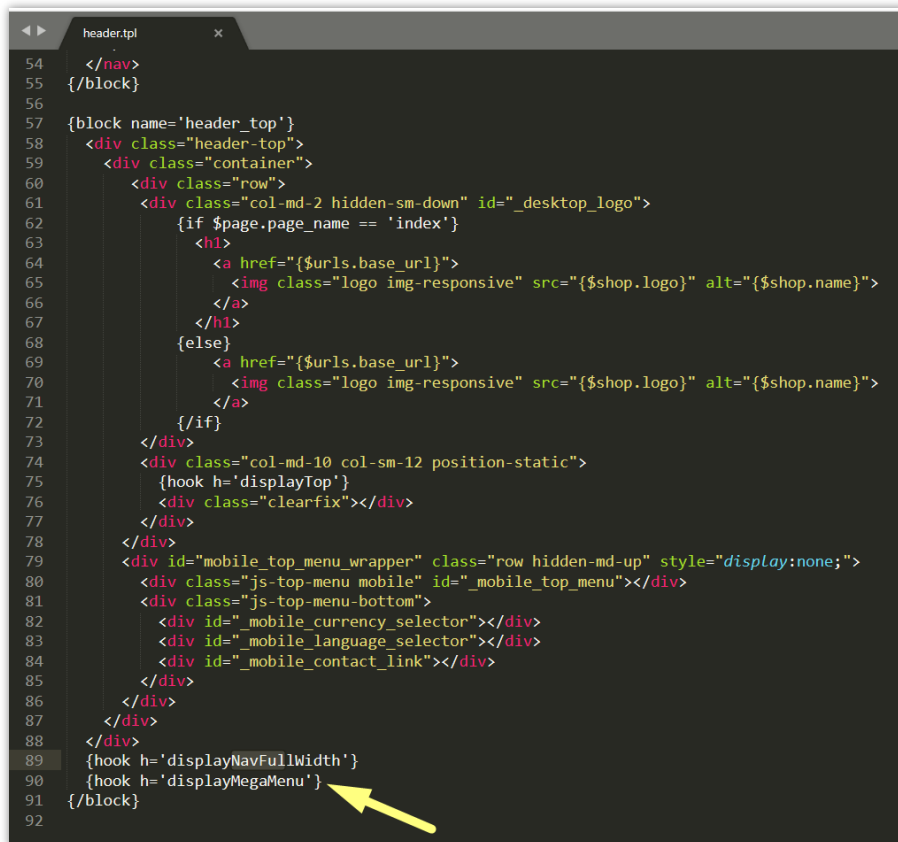 header.tpl ×
54 </nav>
55 {/block}
56
57 {block name='header_top'}
58 <div class="header-top">
59 <div class="container">
60 <div class="row">
61 <div class="col-md-2 hidden-sm-down" id="_desktop_logo">
62 {if $page.page_name == 'index'}
63 <h1>
64 <a href="{$urls.base_url}">
65 <img class="logo img-responsive" src="{$shop.logo}" alt="{$shop.name}">
66 </a>
67 </h1>
68 {else}
69 <a href="{$urls.base_url}">
70 <img class="logo img-responsive" src="{$shop.logo}" alt="{$shop.name}">
71 </a>
72 {/if}
73 </div>
74 <div class="col-md-10 col-sm-12 position-static">
75 {hook h='displayTop'}
76 <div class="clearfix"></div>
77 </div>
78 </div>
79 <div id="mobile_top_menu_wrapper" class="row hidden-md-up" style="display:none;">
80 <div class="js-top-menu mobile" id="_mobile_top_menu"></div>
81 <div class="js-top-menu-bottom">
82 <div id="_mobile_currency_selector"></div>
83 <div id="_mobile_language_selector"></div>
84 <div id="_mobile_contact_link"></div>
85 </div>
86 </div>
87 </div>
88 </div>
89 {hook h='displayNavFullWidth'}
90 {hook h='displayMegaMenu'}
91 {/block}
92